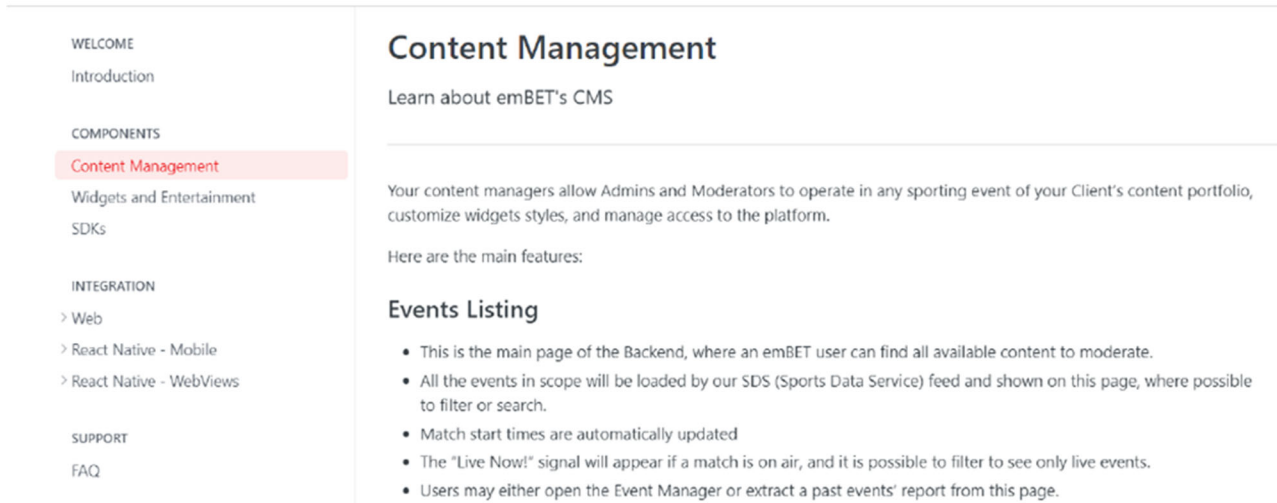 WELCOME
Introduction
COMPONENTS
Content Management
Widgets and Entertainment
SDKs
INTEGRATION
Web
React Native - Mobile
React Native - WebViews
SUPPORT
FAQ
Content Management
Learn about emBET's CMS
Your content managers allow Admins and Moderators to operate in any sporting event of your Client's content portfolio,
customize widgets styles, and manage access to the platform.
Here are the main features:
Events Listing
• This is the main page of the Backend, where an emBET user can find all available content to moderate.
• All the events in scope will be loaded by our SDS (Sports Data Service) feed and shown on this page, where possible
to filter or search.
• Match start times are automatically updated
• The "Live Now!" signal will appear if a match is on air, and it is possible to filter to see only live events.
• Users may either open the Event Manager or extract a past events' report from this page.